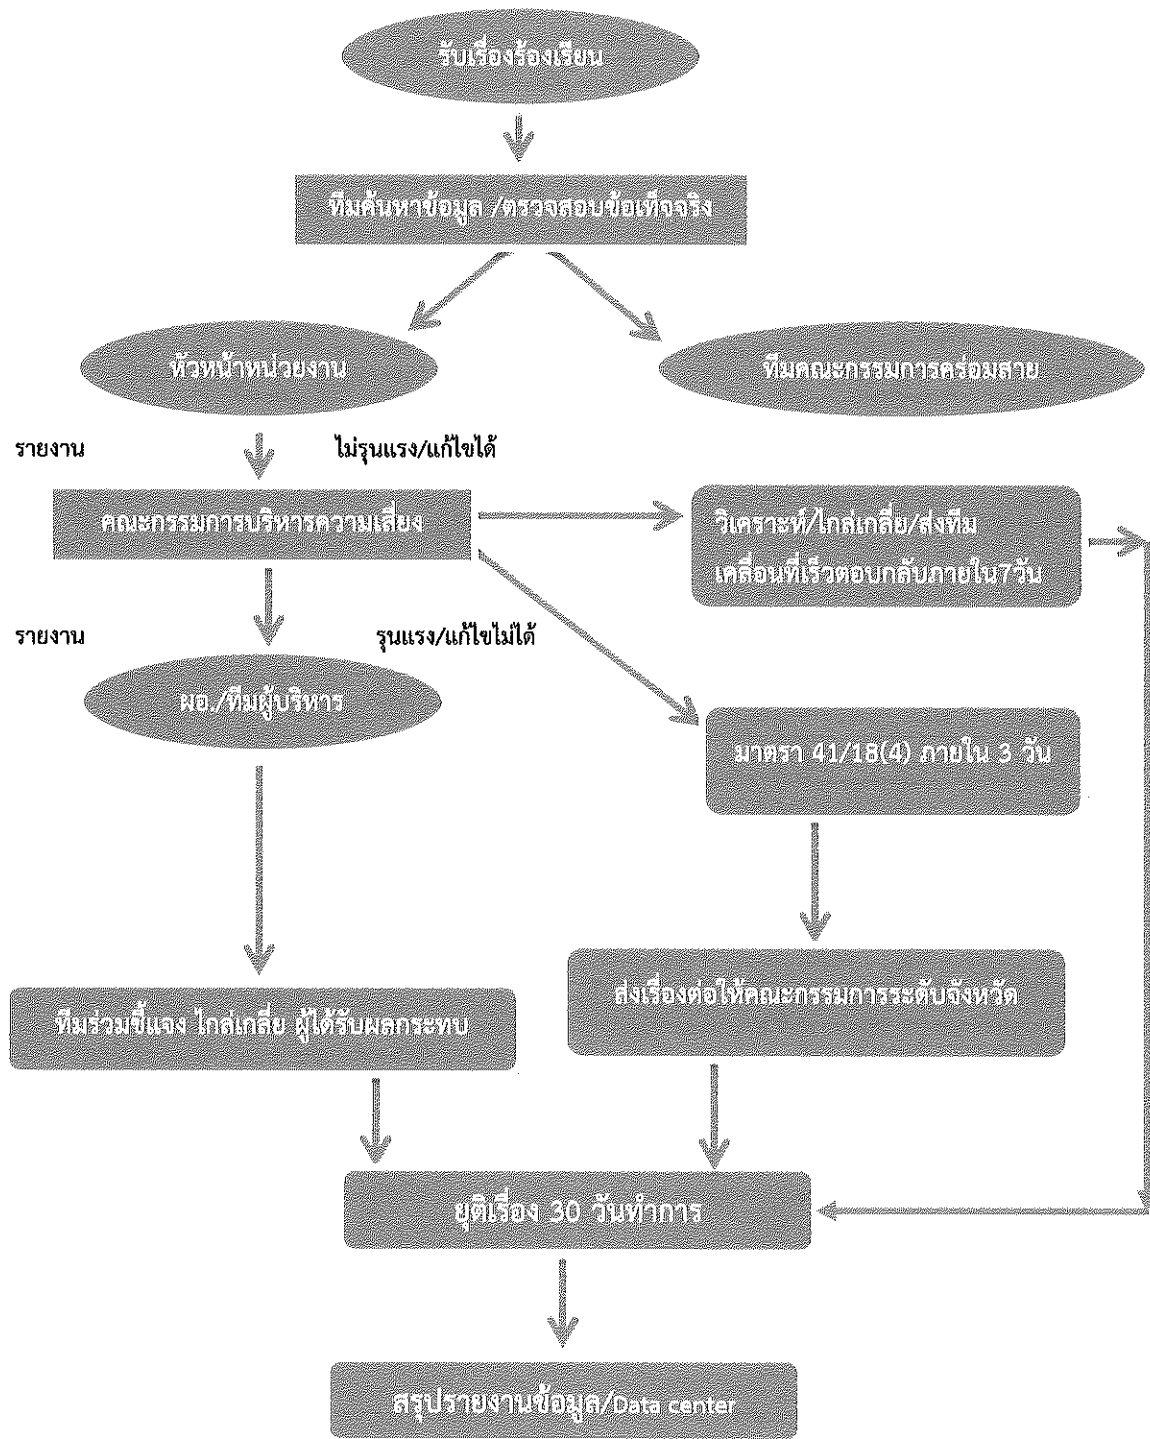 รับเรื่องร้องเรียน
ทีมค้นหาข้อมูล /ตรวจสอบข้อเท็จจริง
หัวหน้าหน่วยงาน
ทีมคณะกรรมการคร่อมสาย
รายงาน
ไม่รุนแรง/แก้ไขได้
คณะกรรมการบริหารความเสี่ยง
วิเคราะห์/ไกล่เกลี่ย/ส่งทีม
เคลื่อนที่เร็วตอบกลับภายใน7วัน
รายงาน
รุนแรง/แก้ไขไม่ได้
ผอ./ทีมผู้บริหาร
มาตรา 41/18(4) ภายใน 3 วัน
ส่งเรื่องต่อให้คณะกรรมการระดับจังหวัด
ทีมร่วมชี้แจง ไกล่เกลี่ย ผู้ได้รับผลกระทบ
ยุติเรื่อง 30 วันทำการ
สรุปรายงานข้อมูล/Data center